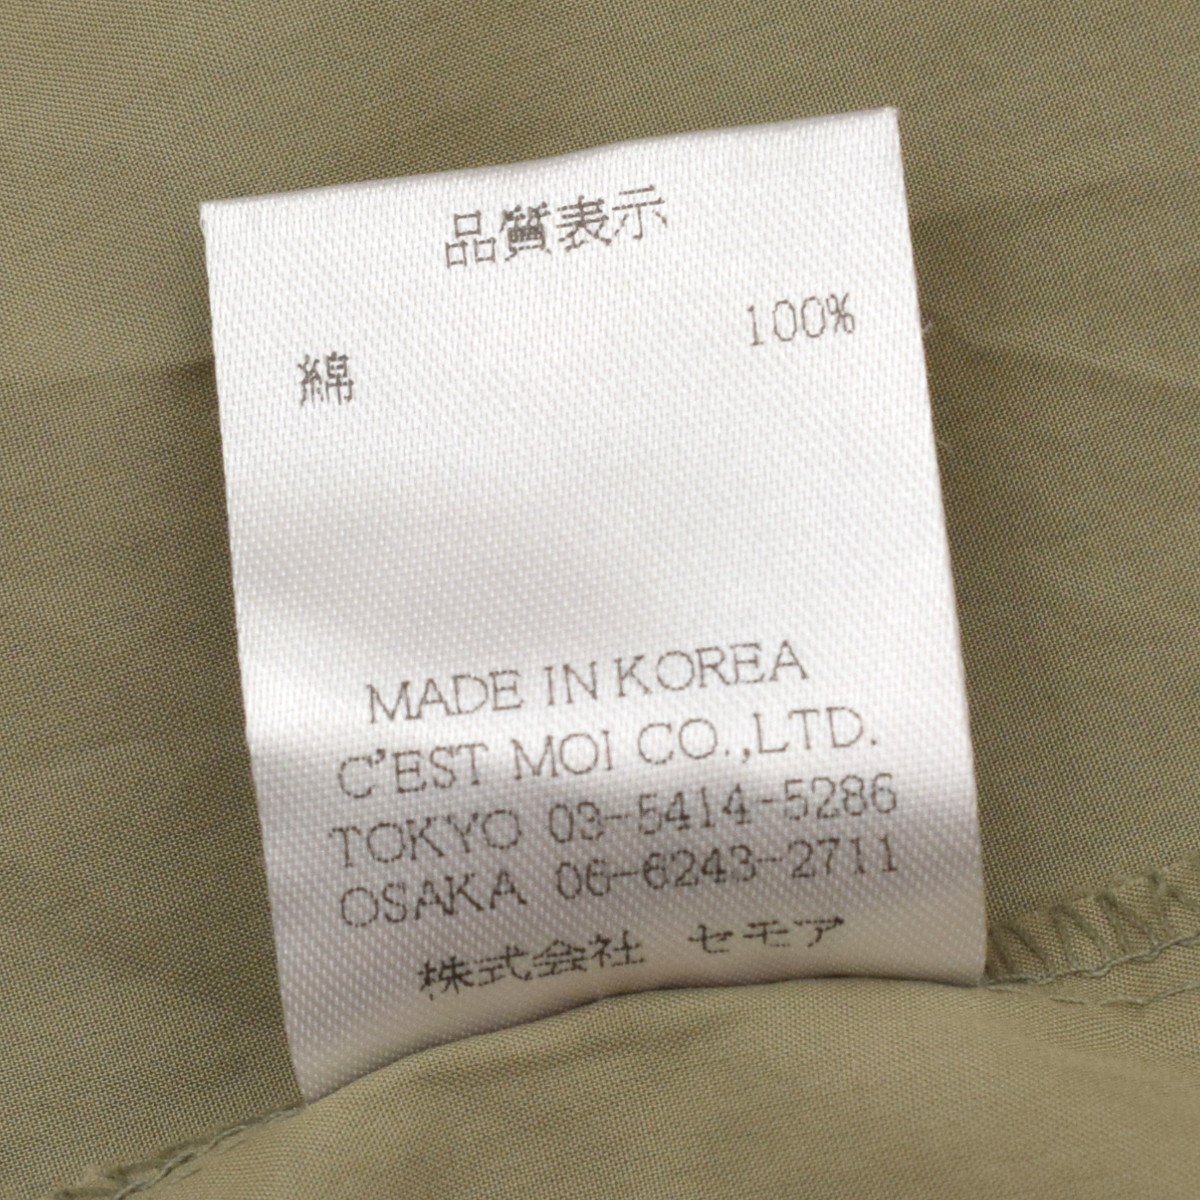 品質表示
綿 100%
MADE IN KOREA
C'EST MOI CO.,LTD.
TOKYO 03-5414-5286
OSAKA 06-6243-2711
株式会社 セモア